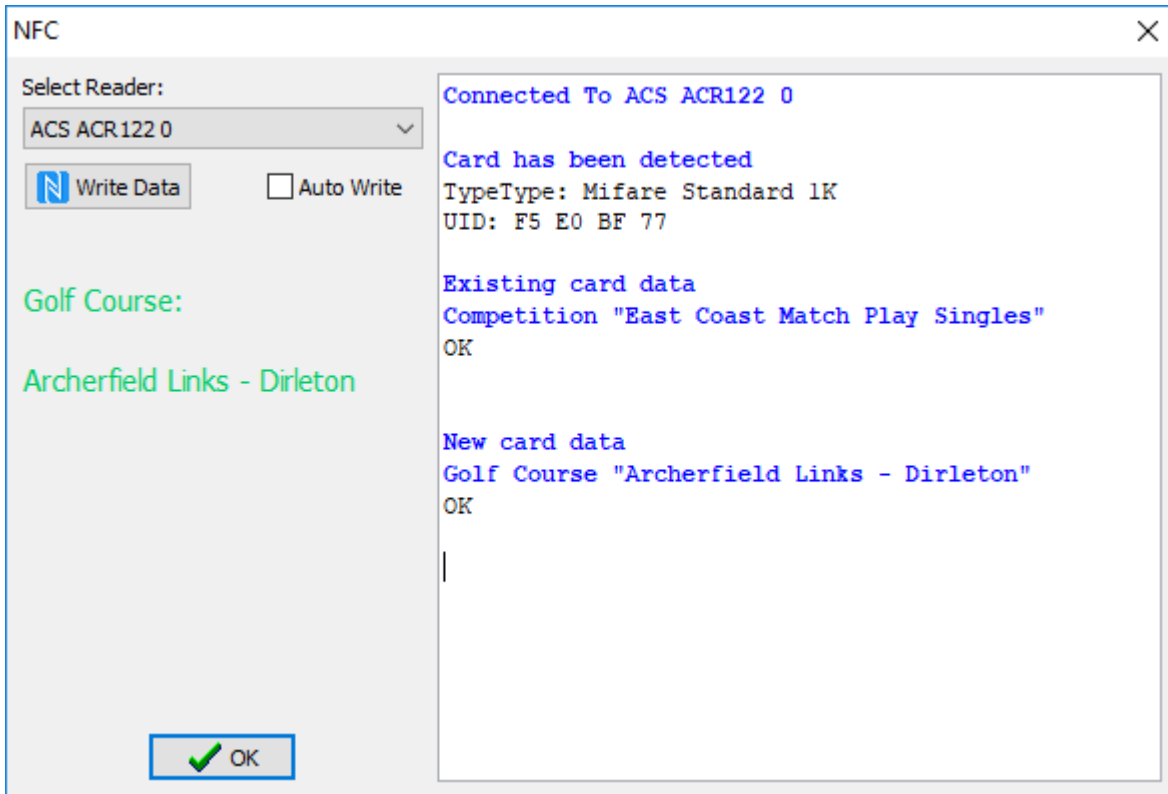 NFC
Select Reader:
ACS ACR122 0
Write Data
Auto Write
Golf Course:
Archerfield Links - Dirleton
OK
Connected To ACS ACR122 0
Card has been detected
TypeType: Mifare Standard 1K
UID: F5 E0 BF 77
Existing card data
Competition "East Coast Match Play Singles"
OK
New card data
Golf Course "Archerfield Links - Dirleton"
OK